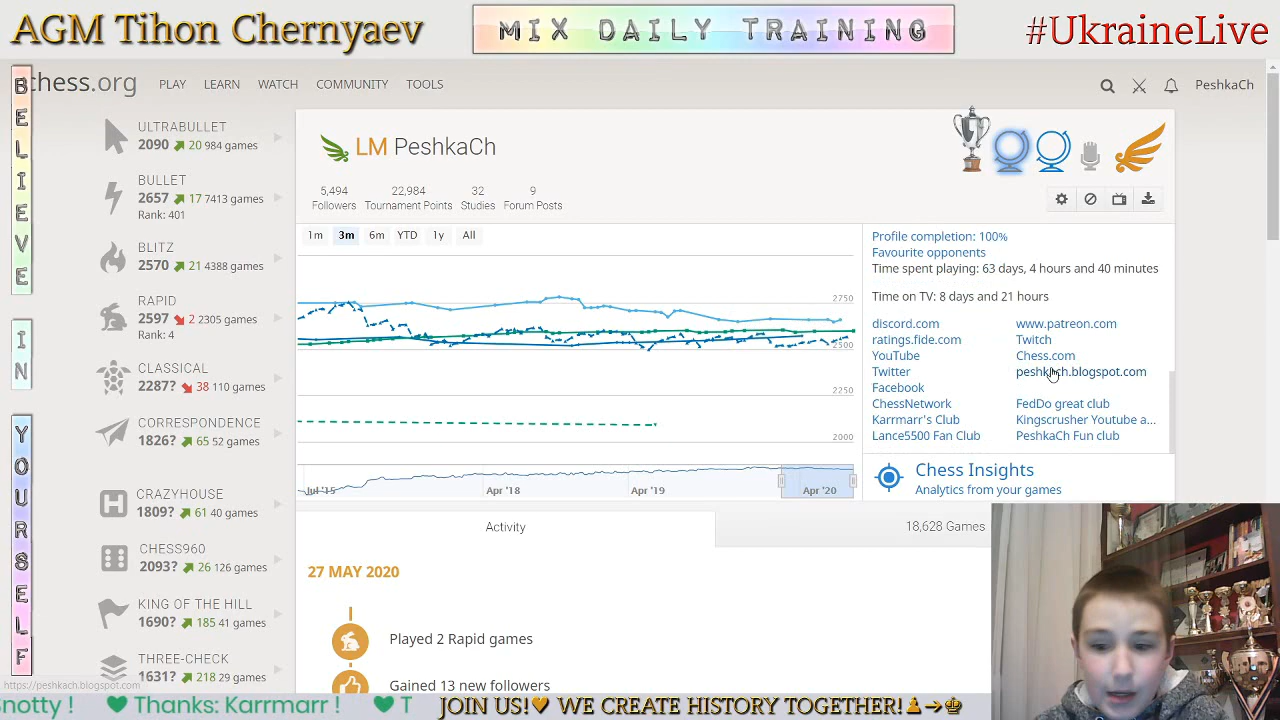 AGM Tihon Chernyaev
MIX DAILY TRAINING
#UkraineLive
BELIEVE
IN
YOURSELF
chess.org
PLAY LEARN WATCH COMMUNITY TOOLS
PeshkaCh
ULTRABULLET
2090 20 984 games
BULLET
2657 17 7413 games
Rank: 401
BLITZ
2570 21 4388 games
RAPID
2597 2 2305 games
Rank: 4
CLASSICAL
2287? 38 110 games
CORRESPONDENCE
1826? 65 52 games
CRAZYHOUSE
1809? 61 40 games
CHESS960
2093? 26 126 games
KING OF THE HILL
1690? 185 41 games
THREE-CHECK
1631? 218 29 games
LM PeshkaCh
5,494 22,984 32 9
Followers Tournament Points Studies Forum Posts
1m 3m 6m YTD 1y All
2750
2500
2250
2000
Jul '15 Apr '18 Apr '19 Apr '20
Profile completion: 100%
Favourite opponents
Time spent playing: 63 days, 4 hours and 40 minutes
Time on TV: 8 days and 21 hours
discord.com www.patreon.com
ratings.fide.com Twitch
YouTube Chess.com
Twitter peshkach.blogspot.com
Facebook
ChessNetwork FedDo great club
Karrmarr's Club Kingscrusher Youtube a...
Lance5500 Fan Club PeshkaCh Fun club
Chess Insights
Analytics from your games
Activity 18,628 Games
27 MAY 2020
Played 2 Rapid games
Gained 13 new followers
https://peshkach.blogspot.com
Snotty ! Thanks: Karrmarr ! T
JOIN US! WE CREATE HISTORY TOGETHER!